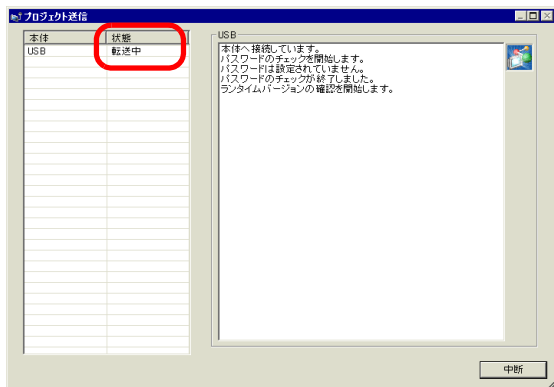 プロジェクト送信
本体 状態
USB 転送中
USB
本体へ接続しています。
パスワードのチェックを開始します。
パスワードは設定されていません。
パスワードのチェックが終了しました。
ランタイムバージョンの確認を開始します。
中断